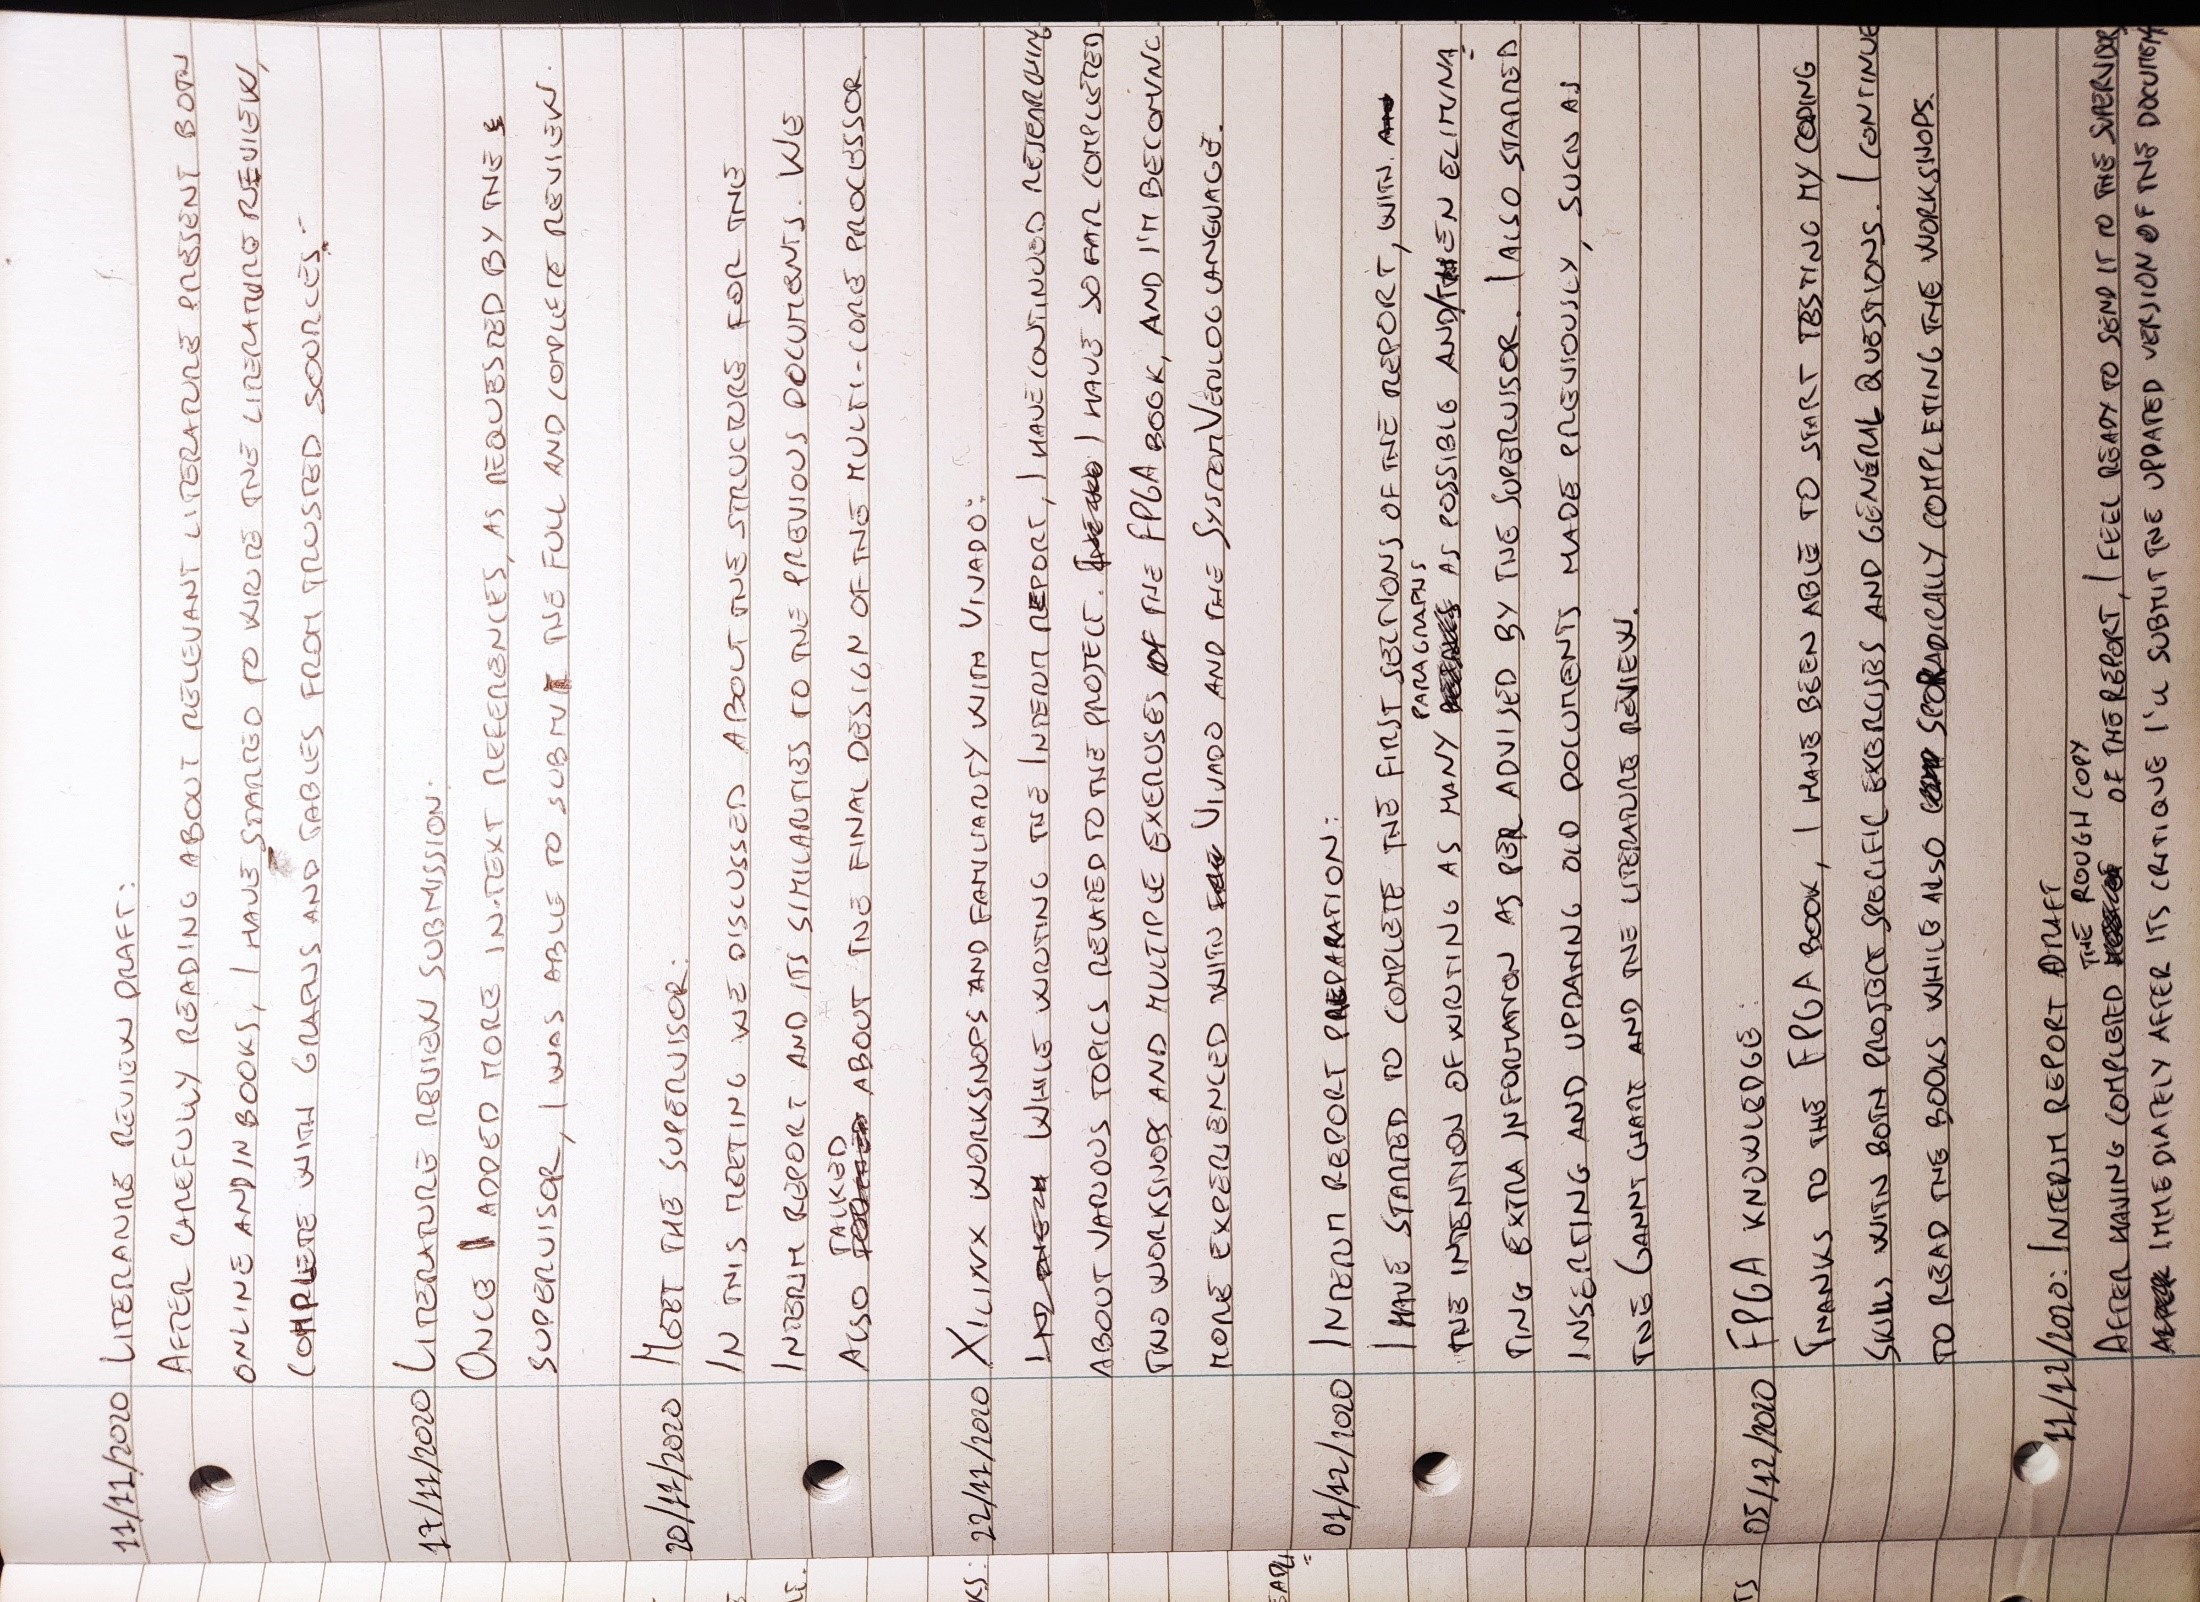 11/11/2020 LITERATURE REVIEW DRAFT:
AFTER CAREFULLY READING ABOUT RELEVANT LITERATURE PRESENT BOTH
ONLINE AND IN BOOKS, I HAVE STARTED TO WRITE THE LITERATURE REVIEW,
COMPLETE WITH GRAPHS AND TABLES FROM TRUSTED SOURCES.
17/11/2020 LITERATURE REVIEW SUBMISSION.
ONCE I ADDED MORE IN-TEXT REFERENCES, AS REQUESTED BY THE
SUPERVISOR, I WAS ABLE TO SUBMIT THE FULL AND COMPLETE REVIEW.
20/11/2020 MEET THE SUPERVISOR:
IN THIS MEETING WE DISCUSSED ABOUT THE STRUCTURE FOR THE
INTERIM REPORT AND ITS SIMILARITIES TO THE PREVIOUS DOCUMENTS. WE
ALSO TALKED ABOUT THE FINAL DESIGN OF THE MULTI-CORE PROCESSOR
KS: 22/11/2020 XILINX WORKSHOPS AND FAMILIARITY WITH VIVADO:
WHILE WRITING THE INTERIM REPORT, I HAVE CONTINUED RESEARCHING
ABOUT VARIOUS TOPICS RELATED TO THE PROJECT. I HAVE SO FAR COMPLETED
TWO WORKSHOPS AND MULTIPLE EXERCISES OF THE FPGA BOOK, AND I'M BECOMING
MORE EXPERIENCED WITH VIVADO AND THE SYSTEMVERILOG LANGUAGE.
01/12/2020 INTERIM REPORT PREPARATION:
I HAVE STARTED TO COMPLETE THE FIRST SECTIONS OF THE REPORT, WITH
THE INTENTION OF WRITING AS MANY PARAGRAPHS AS POSSIBLE AND/THEN ELIMINA
TING EXTRA INFORMATION AS PER ADVISED BY THE SUPERVISOR. I ALSO STARTED
INSERTING AND UPDATING OLD DOCUMENTS MADE PREVIOUSLY, SUCH AS
THE GANNT CHART AND THE LITERATURE REVIEW.
TS 05/12/2020 FPGA KNOWLEDGE:
THANKS TO THE FPGA BOOK, I HAVE BEEN ABLE TO START TESTING MY CODING
SKILLS WITH BOTH PROJECT SPECIFIC EXERCISES AND GENERAL QUESTIONS. I CONTINUE
TO READ THE BOOKS WHILE ALSO SPORADICALLY COMPLETING THE WORKSHOPS.
11/12/2020: INTERIM REPORT DRAFT
AFTER HAVING COMPLETED THE ROUGH COPY OF THE REPORT, I FEEL READY TO SEND IT TO THE SUPERVISOR,
IMMEDIATELY AFTER ITS CRITIQUE I'LL SUBMIT THE UPDATED VERSION OF THE DOCUMENT